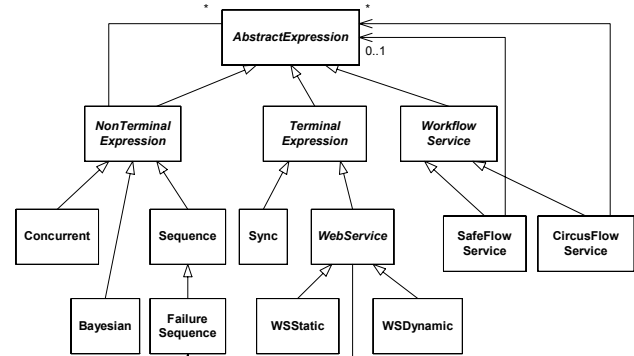 *
*
AbstractExpression
0..1
NonTerminal
Expression
Terminal
Expression
Workflow
Service
Concurrent
Sequence
Sync
WebService
SafeFlow
Service
CircusFlow
Service
Bayesian
Failure
Sequence
WSStatic
WSDynamic